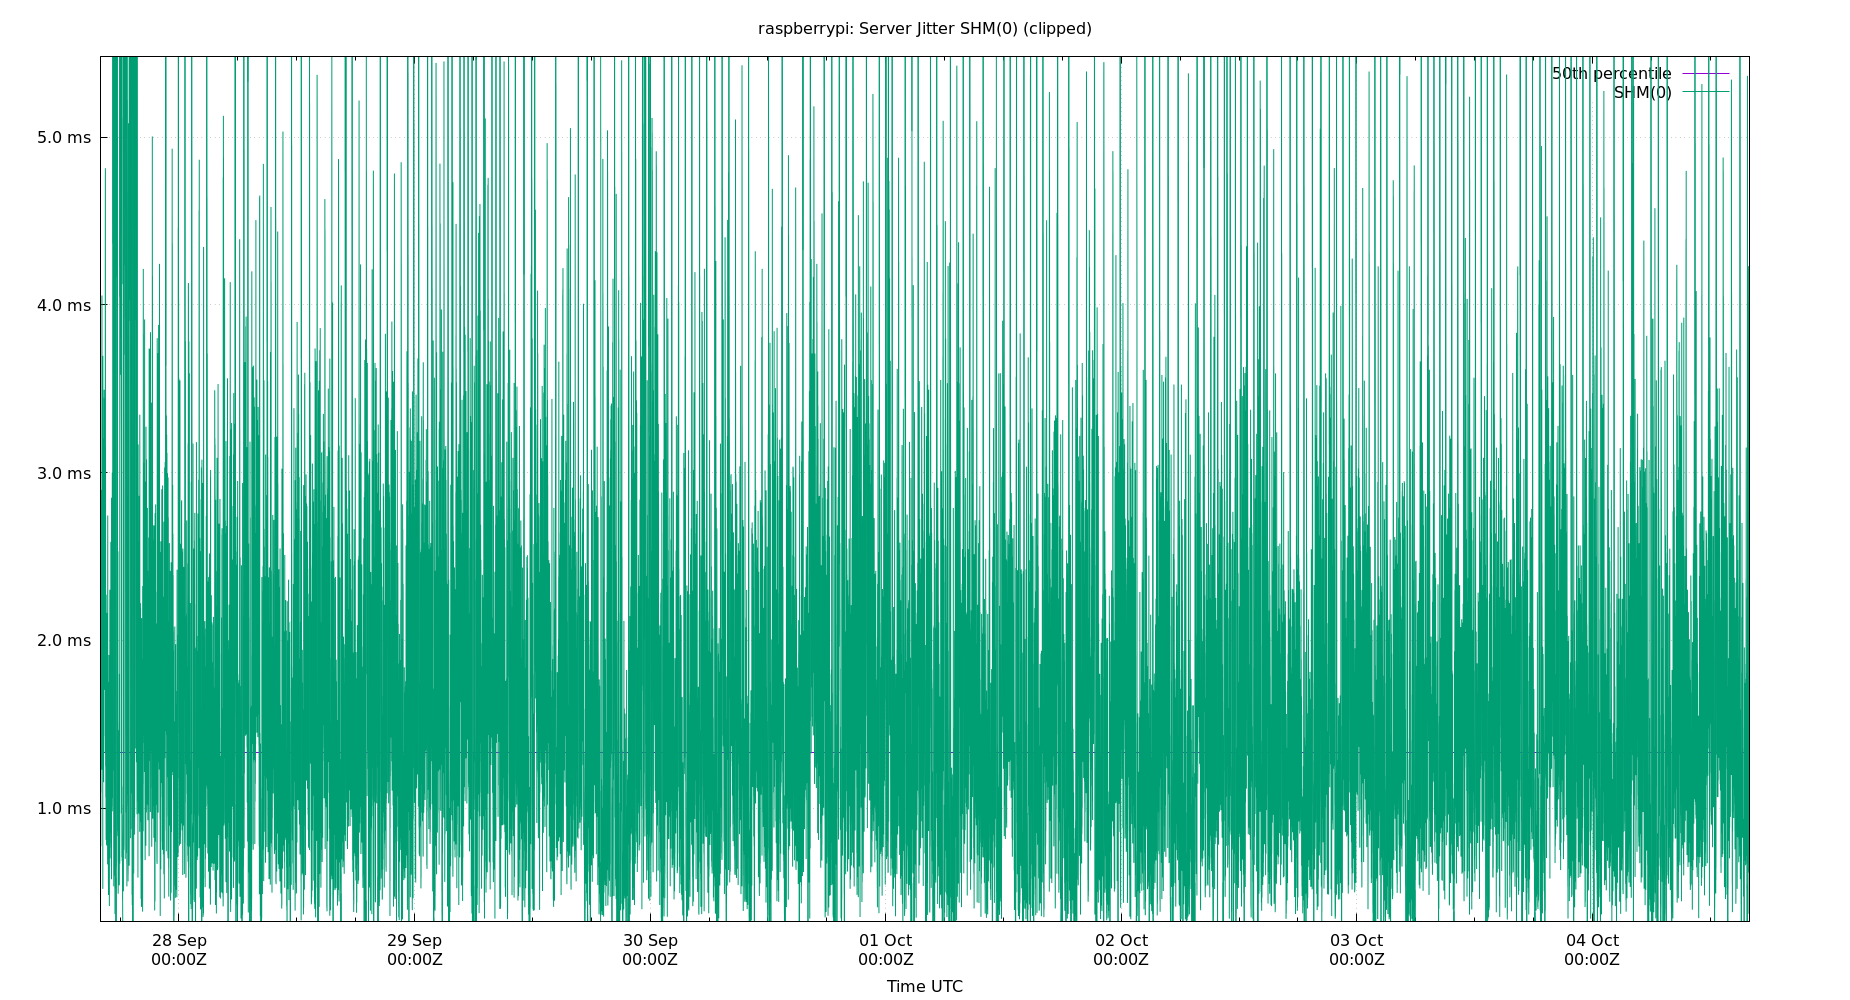 raspberrypi: Server Jitter SHM(0) (clipped)
50th percentile
SHM(0)
5.0 ms
4.0 ms
3.0 ms
2.0 ms
1.0 ms
28 Sep 29 Sep 30 Sep 01 Oct 02 Oct 03 Oct 04 Oct
00:00Z 00:00Z 00:00Z 00:00Z 00:00Z 00:00Z 00:00Z
Time UTC